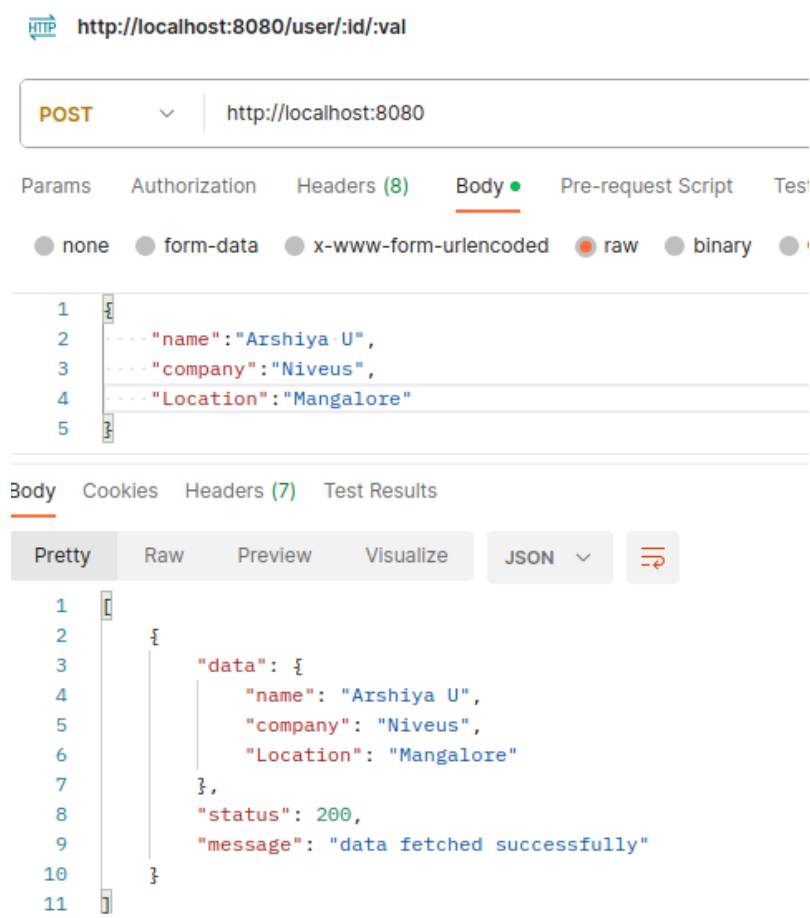 HTTP http://localhost:8080/user/:id/:val
POST http://localhost:8080
Params Authorization Headers (8) Body Pre-request Script Test
none form-data x-www-form-urlencoded raw binary
1 {
2 ····"name":"Arshiya·U",
3 ····"company":"Niveus",
4 ····"Location":"Mangalore"
5 }
Body Cookies Headers (7) Test Results
Pretty Raw Preview Visualize JSON
1 [
2 {
3 "data": {
4 "name": "Arshiya U",
5 "company": "Niveus",
6 "Location": "Mangalore"
7 },
8 "status": 200,
9 "message": "data fetched successfully"
10 }
11 ]